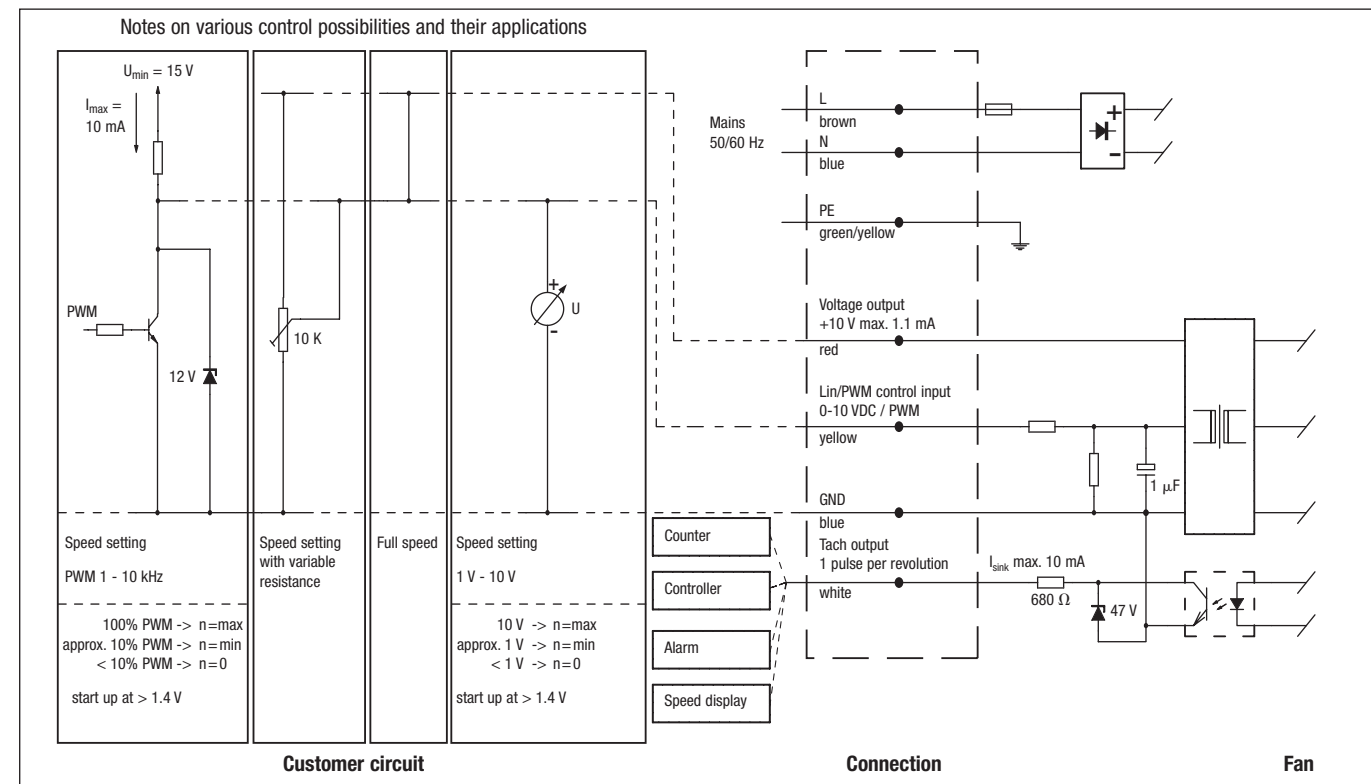 Notes on various control possibilities and their applications
Umin = 15 V
Imax =
10 mA
PWM
12 V
10 K
+
U
-
Speed setting
PWM 1 - 10 kHz
100% PWM -> n=max
approx. 10% PWM -> n=min
< 10% PWM -> n=0
start up at > 1.4 V
Speed setting
with variable
resistance
Full speed
Speed setting
1 V - 10 V
10 V -> n=max
approx. 1 V -> n=min
< 1 V -> n=0
start up at > 1.4 V
Counter
Controller
Alarm
Speed display
Mains
50/60 Hz
L
brown
N
blue
+
-
PE
green/yellow
Voltage output
+10 V max. 1.1 mA
red
Lin/PWM control input
0-10 VDC / PWM
yellow
1 µF
GND
blue
Tach output
1 pulse per revolution
white
Isink max. 10 mA
680 Ω
47 V
Customer circuit
Connection
Fan